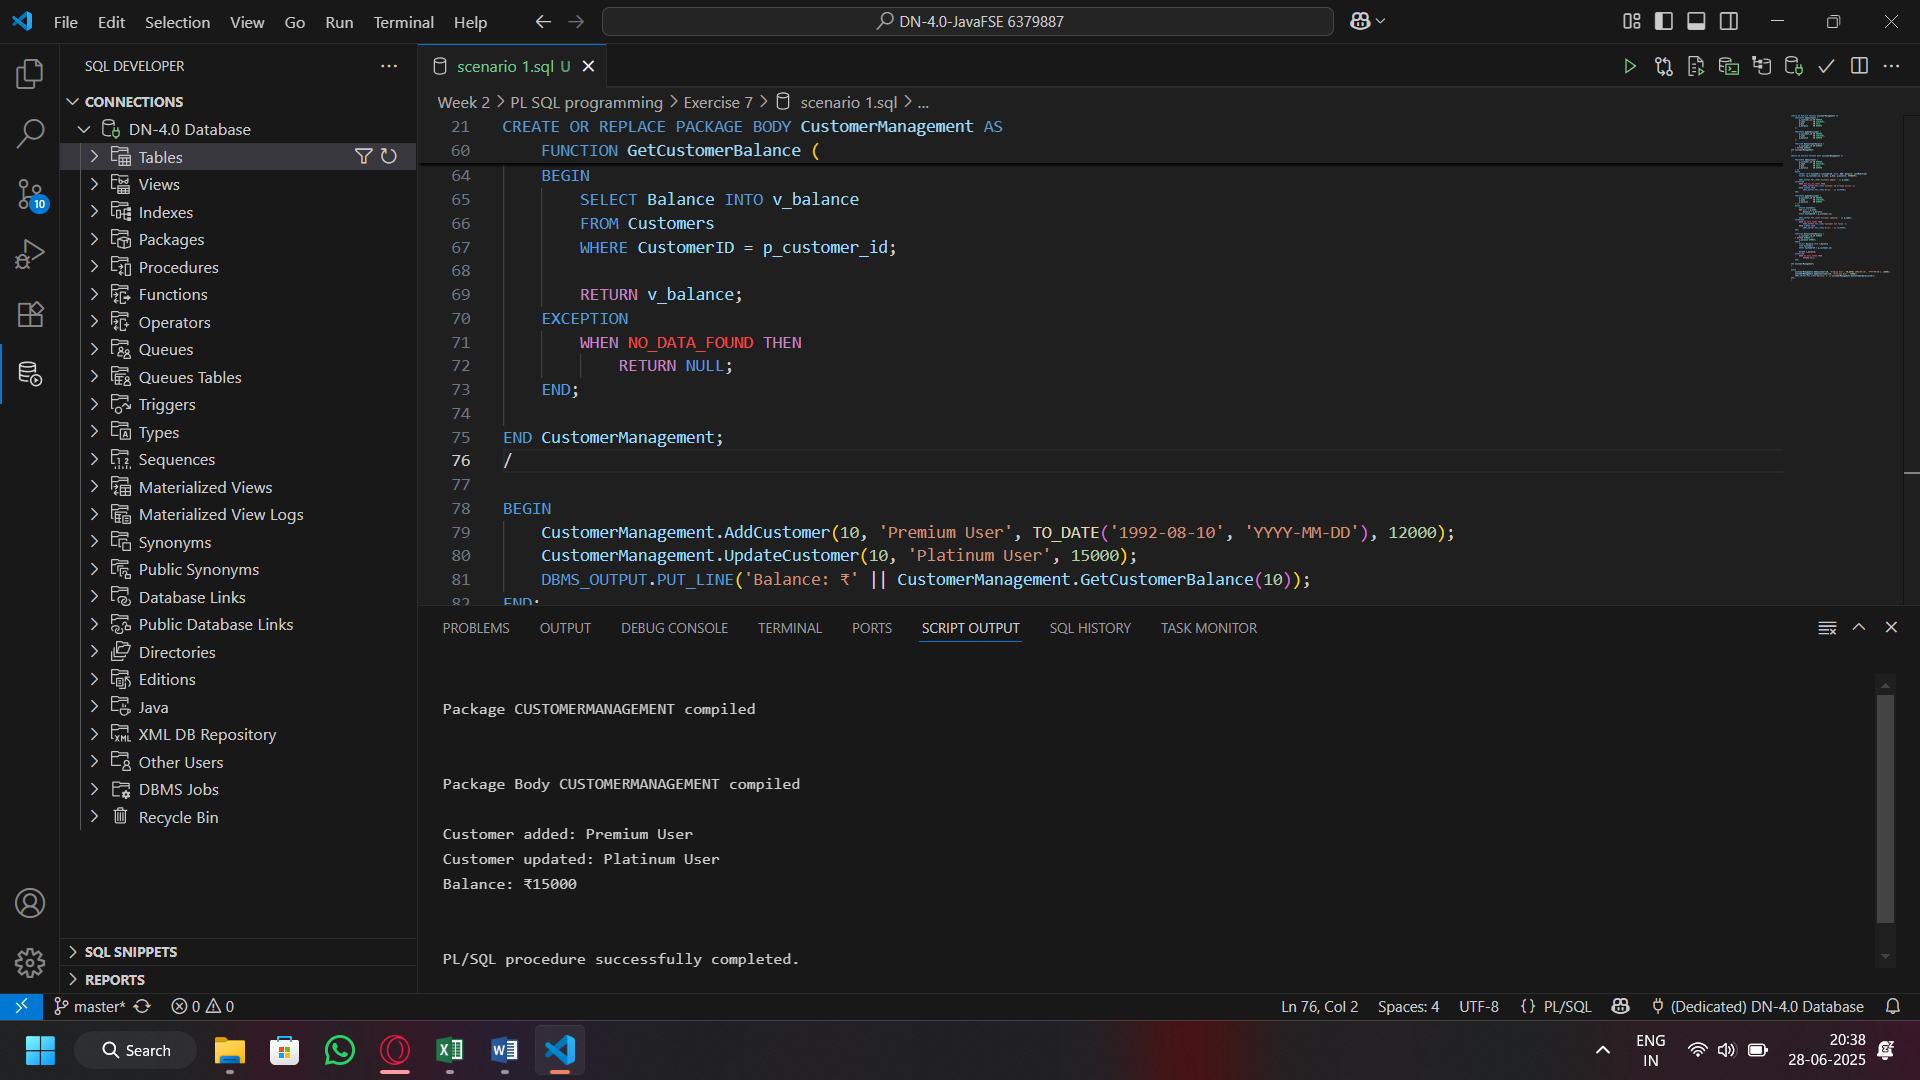 File Edit Selection View Go Run Terminal Help
DN-4.0-JavaFSE 6379887
SQL DEVELOPER
CONNECTIONS
DN-4.0 Database
Tables
Views
Indexes
Packages
Procedures
Functions
Operators
Queues
Queues Tables
Triggers
Types
Sequences
Materialized Views
Materialized View Logs
Synonyms
Public Synonyms
Database Links
Public Database Links
Directories
Editions
Java
XML DB Repository
Other Users
DBMS Jobs
Recycle Bin
SQL SNIPPETS
REPORTS
10
scenario 1.sql U
Week 2 > PL SQL programming > Exercise 7 > scenario 1.sql > ...
21 CREATE OR REPLACE PACKAGE BODY CustomerManagement AS
60 FUNCTION GetCustomerBalance (
64 BEGIN
65 SELECT Balance INTO v_balance
66 FROM Customers
67 WHERE CustomerID = p_customer_id;
68
69 RETURN v_balance;
70 EXCEPTION
71 WHEN NO_DATA_FOUND THEN
72 RETURN NULL;
73 END;
74
75 END CustomerManagement;
76 /
77
78 BEGIN
79 CustomerManagement.AddCustomer(10, 'Premium User', TO_DATE('1992-08-10', 'YYYY-MM-DD'), 12000);
80 CustomerManagement.UpdateCustomer(10, 'Platinum User', 15000);
81 DBMS_OUTPUT.PUT_LINE('Balance: ₹' || CustomerManagement.GetCustomerBalance(10));
82 END;
PROBLEMS OUTPUT DEBUG CONSOLE TERMINAL PORTS SCRIPT OUTPUT SQL HISTORY TASK MONITOR
Package CUSTOMERMANAGEMENT compiled
Package Body CUSTOMERMANAGEMENT compiled
Customer added: Premium User
Customer updated: Platinum User
Balance: ₹15000
PL/SQL procedure successfully completed.
master* 0 0
Ln 76, Col 2 Spaces: 4 UTF-8 {} PL/SQL (Dedicated) DN-4.0 Database
Search
ENG
IN
20:38
28-06-2025